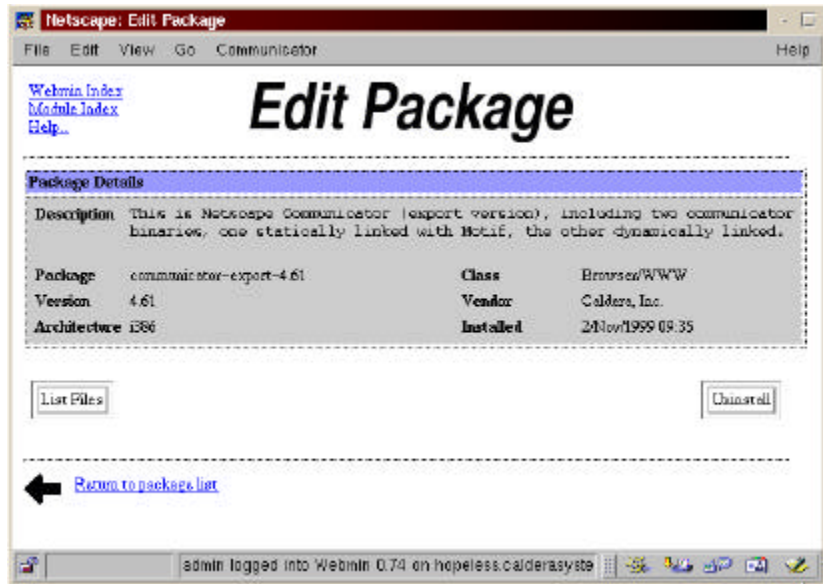 Netscape: Edit Package
File Edit View Go Communicator Help
Webmin Index
Module Index
Help..
Edit Package
Package Details
Description This is Netscape Communicator (export version), including two communicator
binaries, one statically linked with Motif, the other dynamically linked.
Package communicator-export-4.61 Class Browser/WWW
Version 4.61 Vendor Caldera, Inc.
Architecture i386 Installed 2/Nov/1999 09:35
List Files Uninstall
Return to package list
admin logged into Webmin 0.74 on hopeless.calderasyste